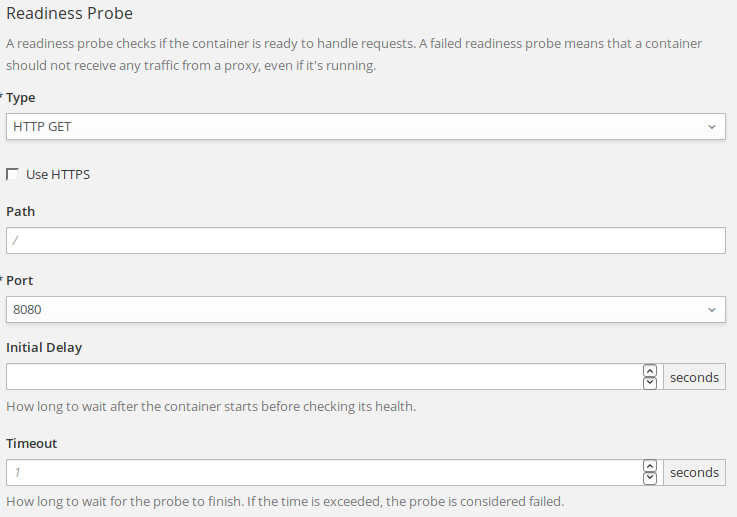 Readiness Probe
A readiness probe checks if the container is ready to handle requests. A failed readiness probe means that a container
should not receive any traffic from a proxy, even if it's running.
* Type
HTTP GET
Use HTTPS
Path
/
* Port
8080
Initial Delay
seconds
How long to wait after the container starts before checking its health.
Timeout
1 seconds
How long to wait for the probe to finish. If the time is exceeded, the probe is considered failed.